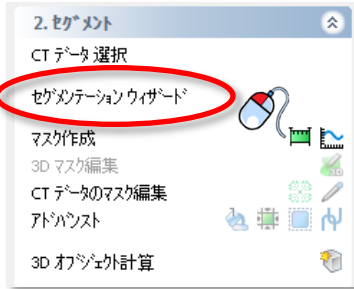 2. ｾｸﾞﾒﾝﾄ
CT ﾃﾞｰﾀ 選択
ｾｸﾞﾒﾝﾃｰｼｮﾝ ｳｨｻﾞｰﾄﾞ
ﾏｽｸ作成
3D ﾏｽｸ編集
CT ﾃﾞｰﾀのﾏｽｸ編集
ｱﾄﾞﾊﾞﾝｽﾄ
3D ｵﾌﾞｼﾞｪｸﾄ計算